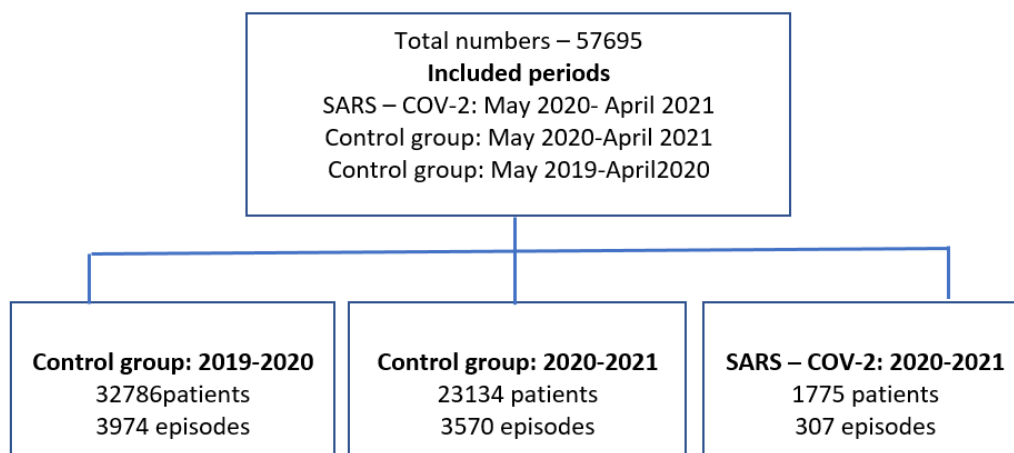 Total numbers – 57695
Included periods
SARS – COV-2: May 2020- April 2021
Control group: May 2020-April 2021
Control group: May 2019-April2020
Control group: 2019-2020
32786patients
3974 episodes
Control group: 2020-2021
23134 patients
3570 episodes
SARS – COV-2: 2020-2021
1775 patients
307 episodes